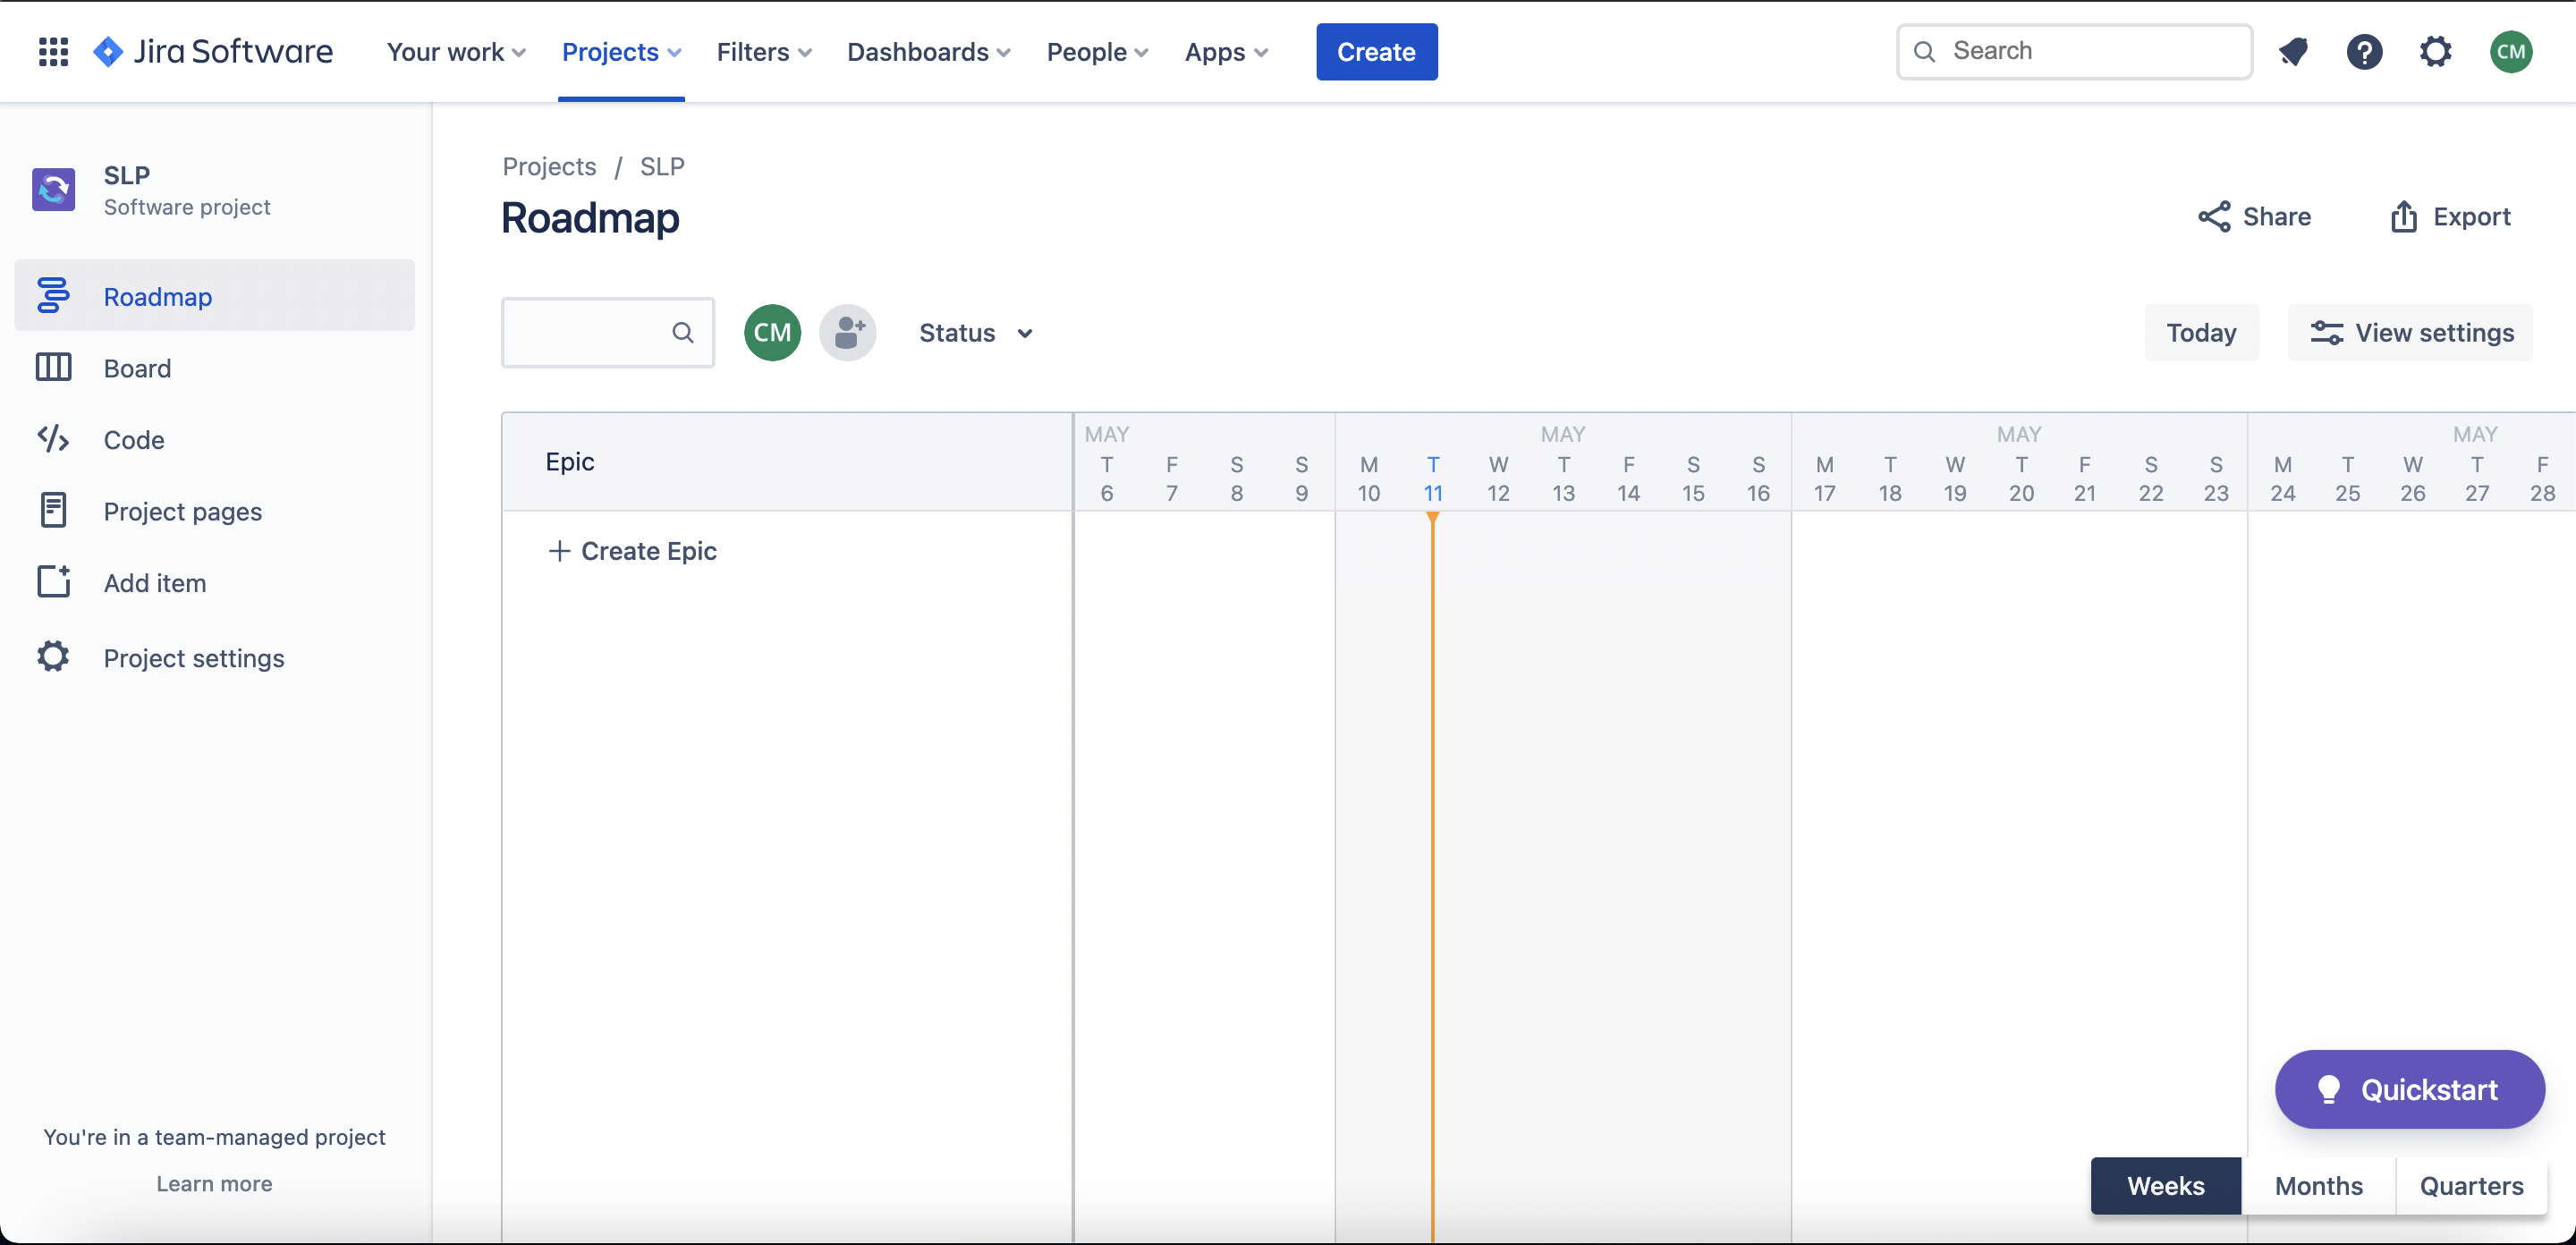 Jira Software
Your work Projects Filters Dashboards People Apps Create Search CM
SLP
Software project
Roadmap
Board
Code
Project pages
Add item
Project settings
You're in a team-managed project
Learn more
Projects / SLP
Roadmap
Share Export
CM Status Today View settings
Epic
MAY MAY MAY MAY
T F S S M T W T F S S M T W T F S S M T W T F
6 7 8 9 10 11 12 13 14 15 16 17 18 19 20 21 22 23 24 25 26 27 28
+ Create Epic
Quickstart
Weeks Months Quarters